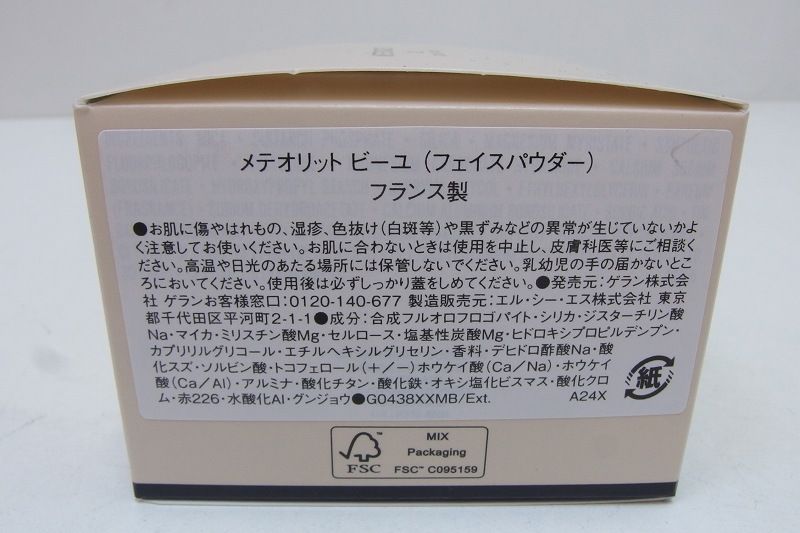 メテオリット ビーユ（フェイスパウダー）
フランス製
●お肌に傷やはれもの、湿疹、色抜け（白斑等）や黒ずみなどの異常が生じていないかよ
く注意してお使いください。お肌に合わないときは使用を中止し、皮膚科医等にご相談くだ
さい。高温や日光のあたる場所には保管しないでください。乳幼児の手の届かないところ
においてください。使用後は必ずしっかり蓋をしめてください。●発売元：ゲラン株式会
社 ゲランお客様窓口：0120-140-677 製造販売元：エル・シー・エス株式会社 東京
都千代田区平河町2-1-1●成分：合成フルオロフロゴパイト・シリカ・ジステアリン酸
Na・マイカ・ミリスチン酸Mg・セルロース・塩基性炭酸Mg・ヒドロキシプロピルデンプン・
カプリリルグリコール・エチルヘキシルグリセリン・香料・デヒドロ酢酸Na・酸
化スズ・ソルビン酸・トコフェロール（+/−）ホウケイ酸（Ca/Na）・ホウケイ
酸（Ca/Al）・アルミナ・酸化チタン・酸化鉄・オキシ塩化ビスマス・酸化クロ
ム・赤226・水酸化Al・グンジョウ●G0438XXMB/Ext.
A24X
紙
FSC
MIX
Packaging
FSC™ C095159